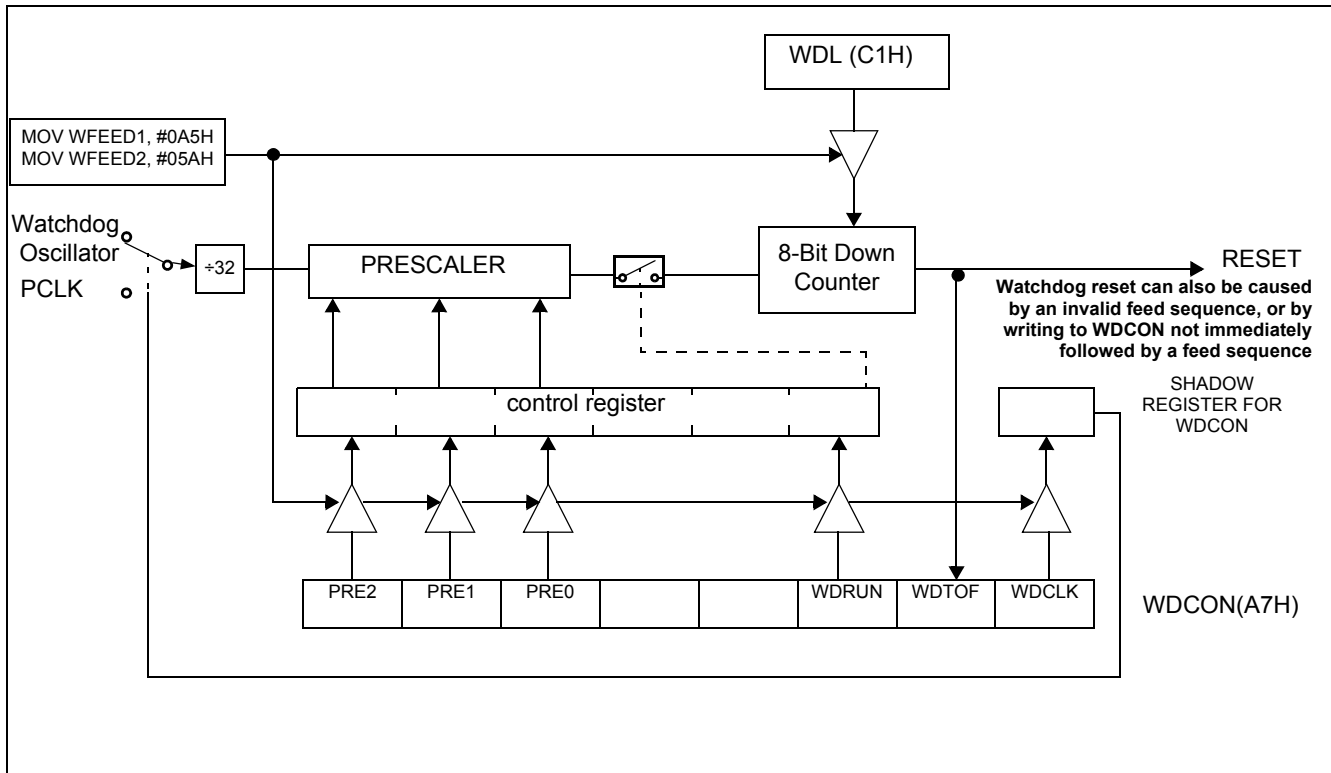 WDL (C1H)
MOV WFEED1, #0A5H
MOV WFEED2, #05AH
Watchdog
Oscillator
PCLK
÷32
PRESCALER
8-Bit Down
Counter
RESET
Watchdog reset can also be caused
by an invalid feed sequence, or by
writing to WDCON not immediately
followed by a feed sequence
control register
SHADOW
REGISTER FOR
WDCON
PRE2
PRE1
PRE0
WDRUN
WDTOF
WDCLK
WDCON(A7H)